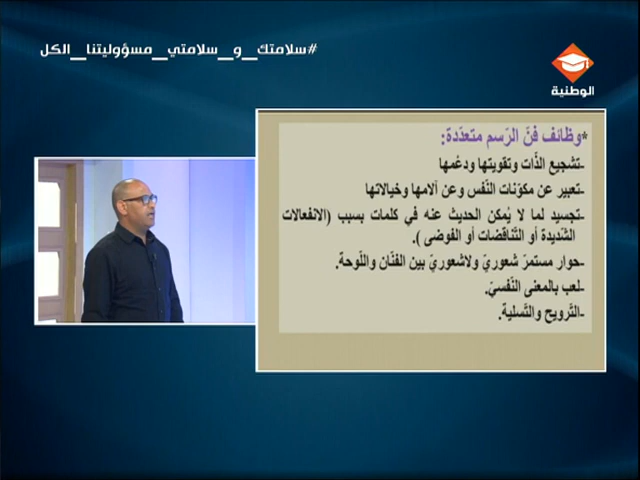 #سلامتك_و_سلامتي_مسؤوليتنا_الكل
الوطنية
*وظائف فنّ الرّسم متعدّدة:
-تشجيع الذّات وتقويتها ودعمها
-تعبير عن مكوّنات النّفس وعن آلامها وخيالاتها
-تجسيد لما لا يُمكن الحديث عنه في كلمات بسبب (الانفعالات
الشّديدة أو التّناقضات أو الفوضى ).
-حوار مستمرّ شعوريّ ولاشعوريّ بين الفنّان واللّوحة.
-لعب بالمعنى النّفسيّ.
-التّرويح والتّسلية.